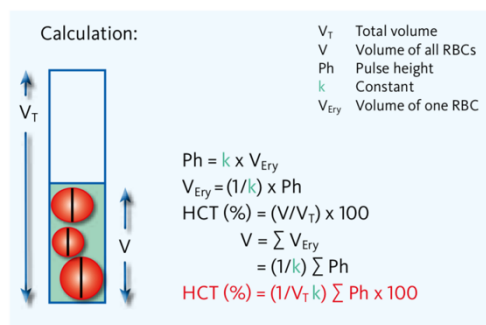 Calculation:
V_T Total volume
V Volume of all RBCs
Ph Pulse height
k Constant
V_Ery Volume of one RBC
V_T
V
Ph = k x V_Ery
V_Ery = (1/k) x Ph
HCT (%) = (V/V_T) x 100
V = ∑ V_Ery
= (1/k) ∑ Ph
HCT (%) = (1/V_T k) ∑ Ph x 100